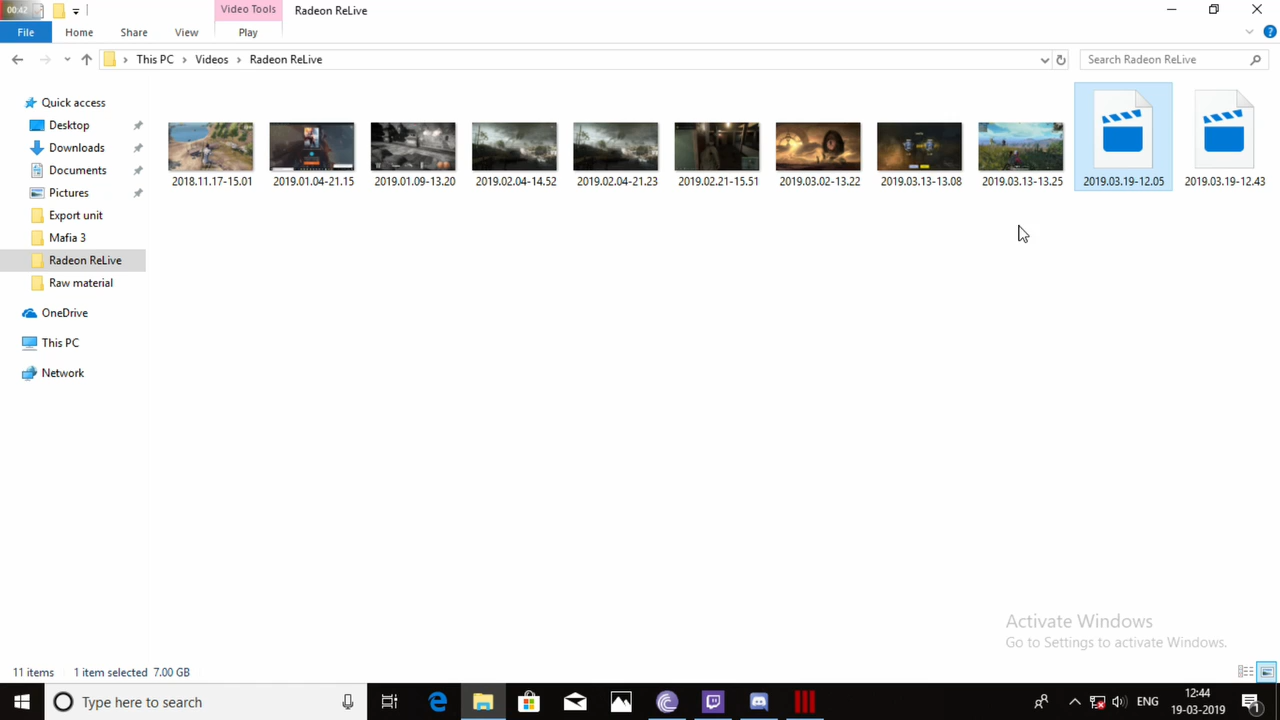 00:42
Video Tools
Radeon ReLive
File
Home
Share
View
Play
This PC
Videos
Radeon ReLive
Search Radeon ReLive
Quick access
Desktop
Downloads
Documents
Pictures
Export unit
Mafia 3
Radeon ReLive
Raw material
OneDrive
This PC
Network
2018.11.17-15.01
2019.01.04-21.15
2019.01.09-13.20
2019.02.04-14.52
2019.02.04-21.23
2019.02.21-15.51
2019.03.02-13.22
2019.03.13-13.08
2019.03.13-13.25
2019.03.19-12.05
2019.03.19-12.43
Activate Windows
Go to Settings to activate Windows.
11 items
1 item selected 7.00 GB
Type here to search
ENG
12:44
19-03-2019
1